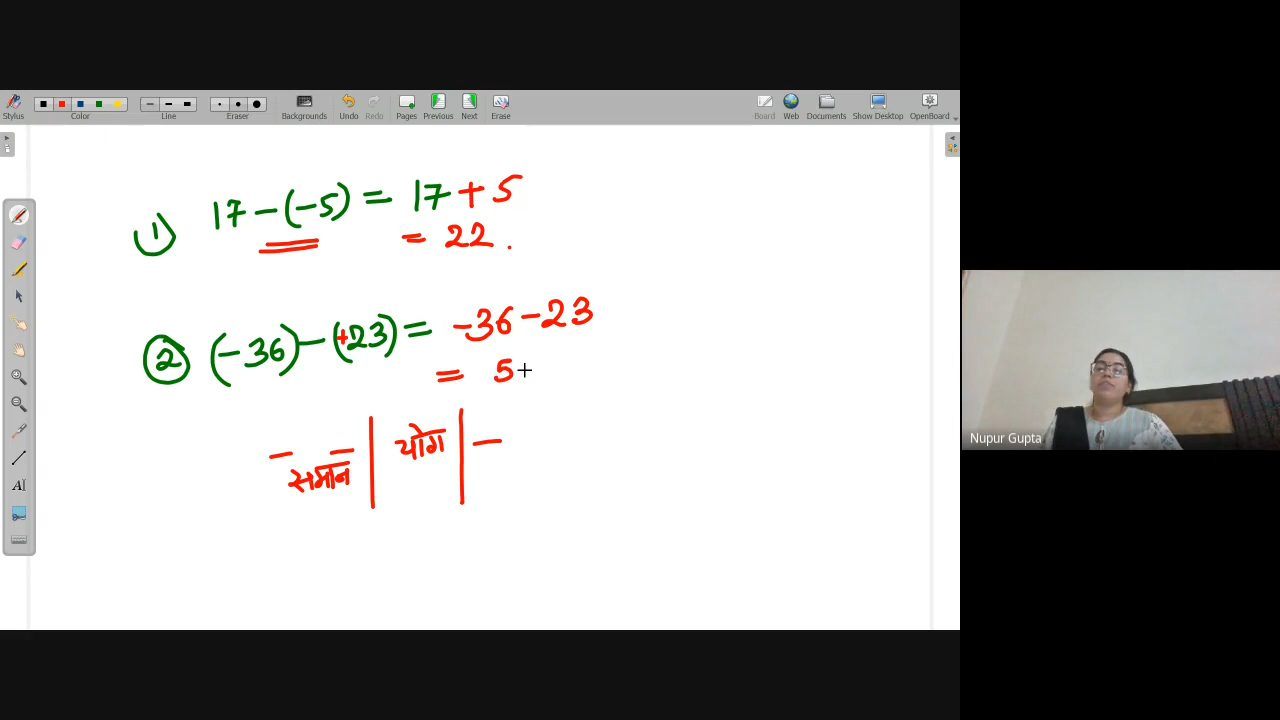 Stylus Color Line Eraser Backgrounds Undo Redo Pages Previous Next Erase Board Web Documents Show Desktop OpenBoard
1) 17-(-5) = 17+5
= 22.
2 (-36)-(+23) = -36-23
= 5
- - योग -
समान
Nupur Gupta